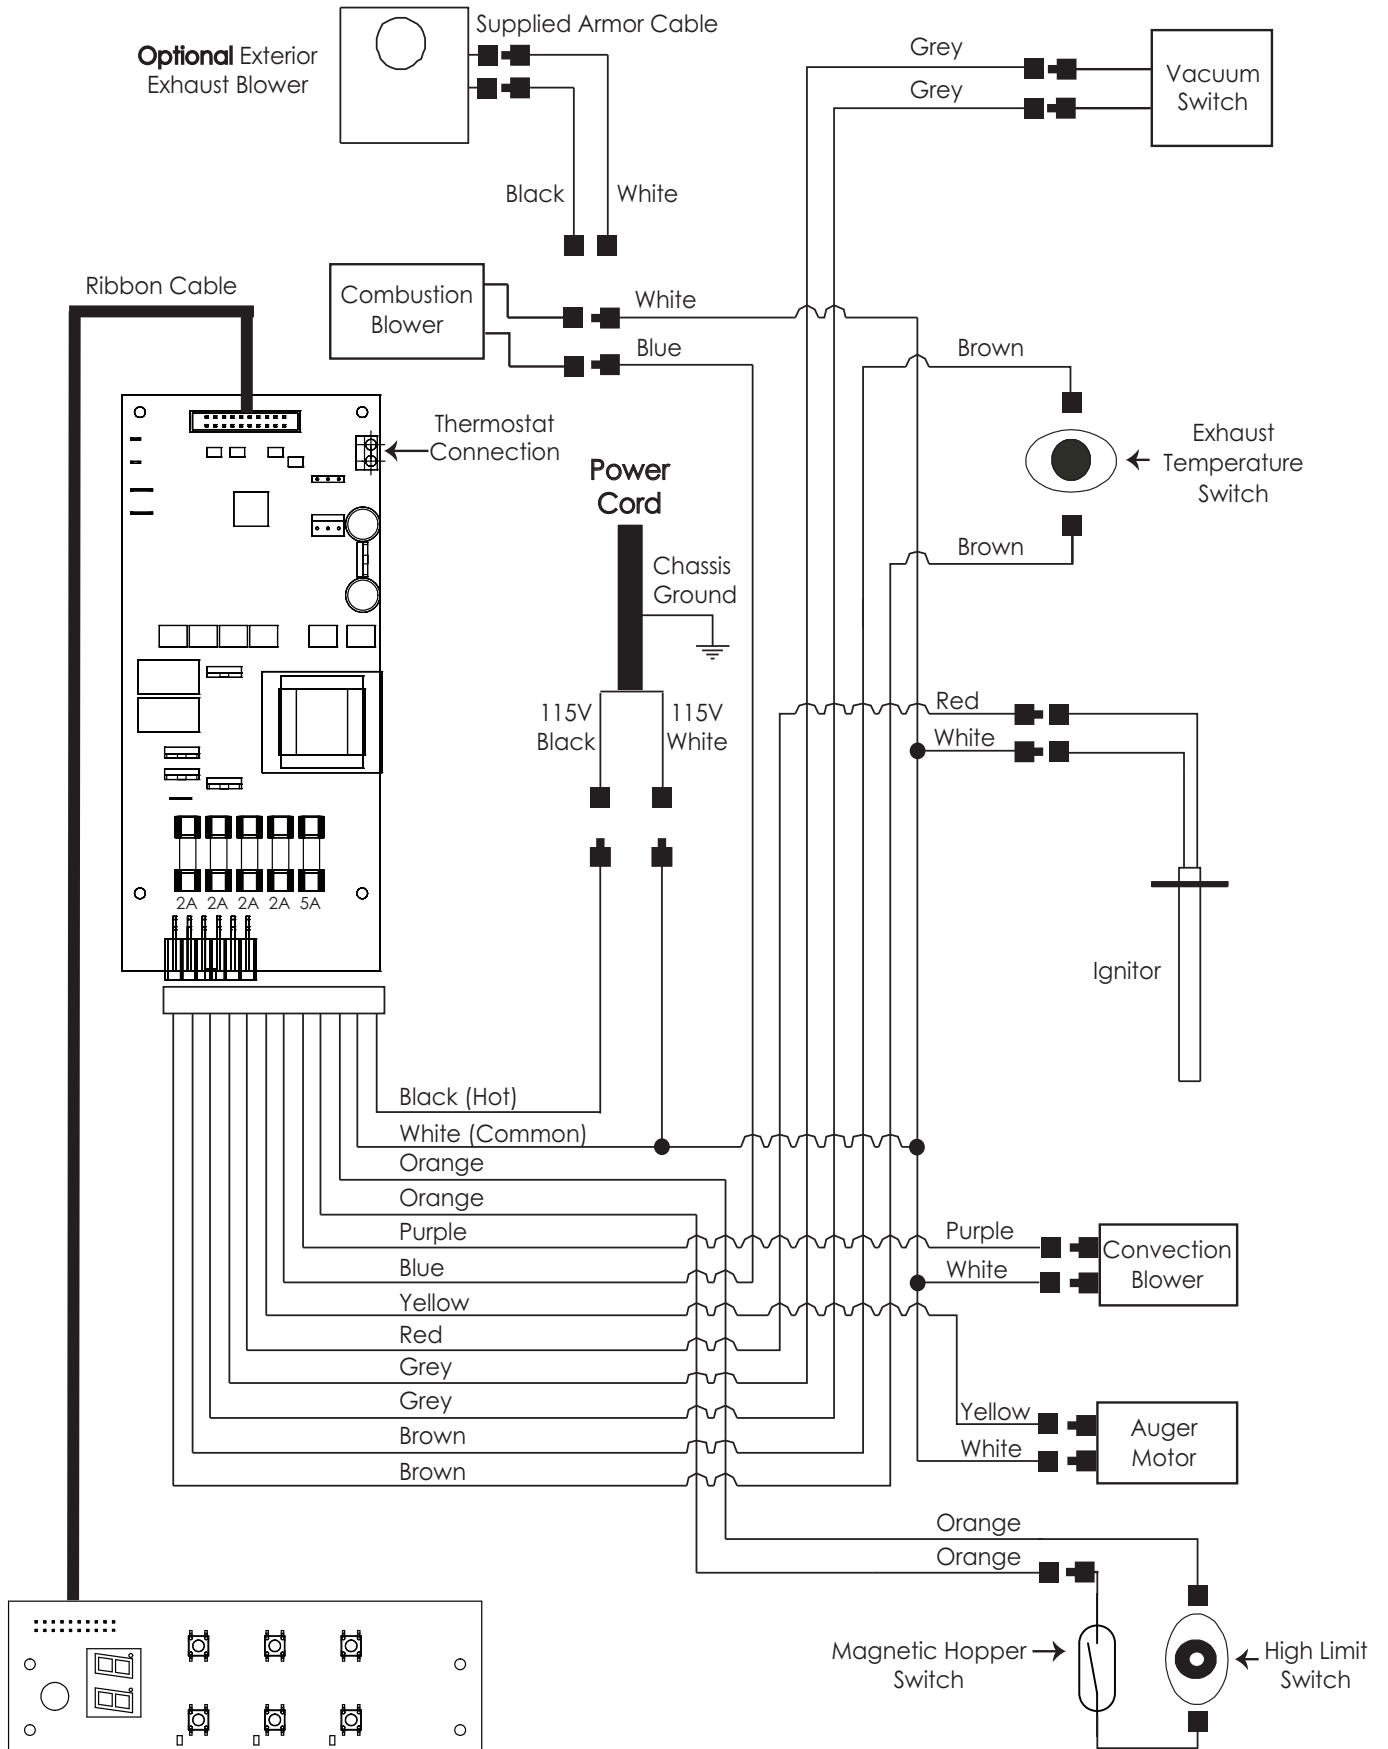 Supplied Armor Cable
Optional Exterior
Exhaust Blower
Grey
Grey
Vacuum
Switch
Black
White
Ribbon Cable
Combustion
Blower
White
Blue
Brown
Thermostat
Connection
Exhaust
Temperature
Switch
Power
Cord
Brown
Chassis
Ground
115V
Black
115V
White
Red
White
2A 2A 2A 2A 5A
Ignitor
Black (Hot)
White (Common)
Orange
Orange
Purple
Blue
Yellow
Red
Grey
Grey
Brown
Brown
Purple
White
Convection
Blower
Yellow
White
Auger
Motor
Orange
Orange
Magnetic Hopper
Switch
High Limit
Switch